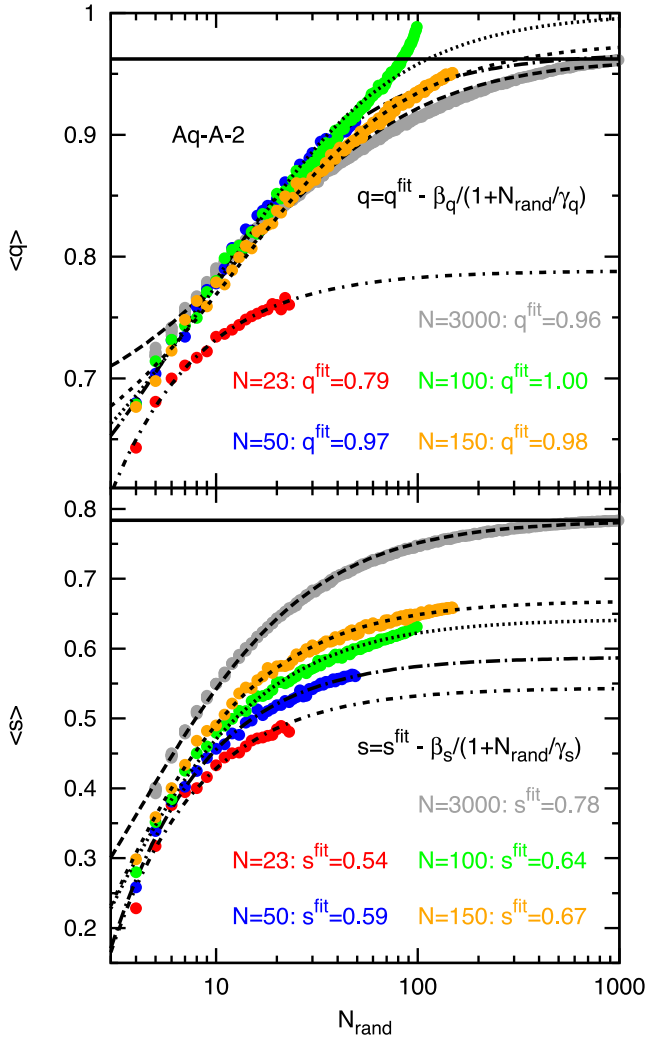 1
0.9
0.8
0.7
<q>
Aq-A-2
q=q^fit - β_q/(1+N_rand/γ_q)
N=3000: q^fit=0.96
N=23: q^fit=0.79 N=100: q^fit=1.00
N=50: q^fit=0.97 N=150: q^fit=0.98
0.8
0.7
0.6
0.5
0.4
0.3
0.2
<s>
s=s^fit - β_s/(1+N_rand/γ_s)
N=3000: s^fit=0.78
N=23: s^fit=0.54 N=100: s^fit=0.64
N=50: s^fit=0.59 N=150: s^fit=0.67
10 100 1000
N_rand